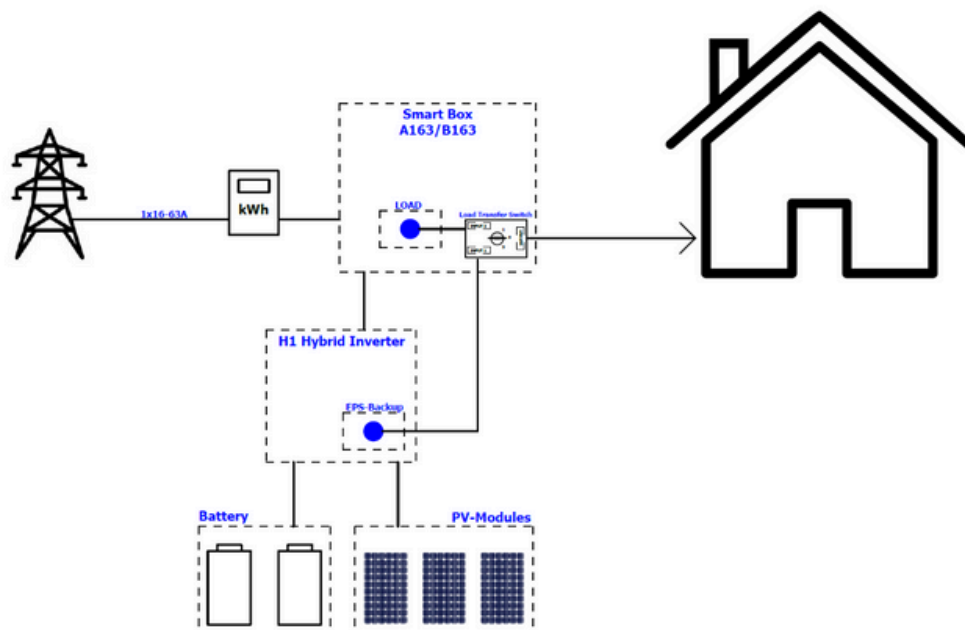 Smart Box
A163/B163
kWh
1x16-63A
LOAD
Load Transfer Switch
H1 Hybrid Inverter
EPS-Backup
Battery
PV-Modules